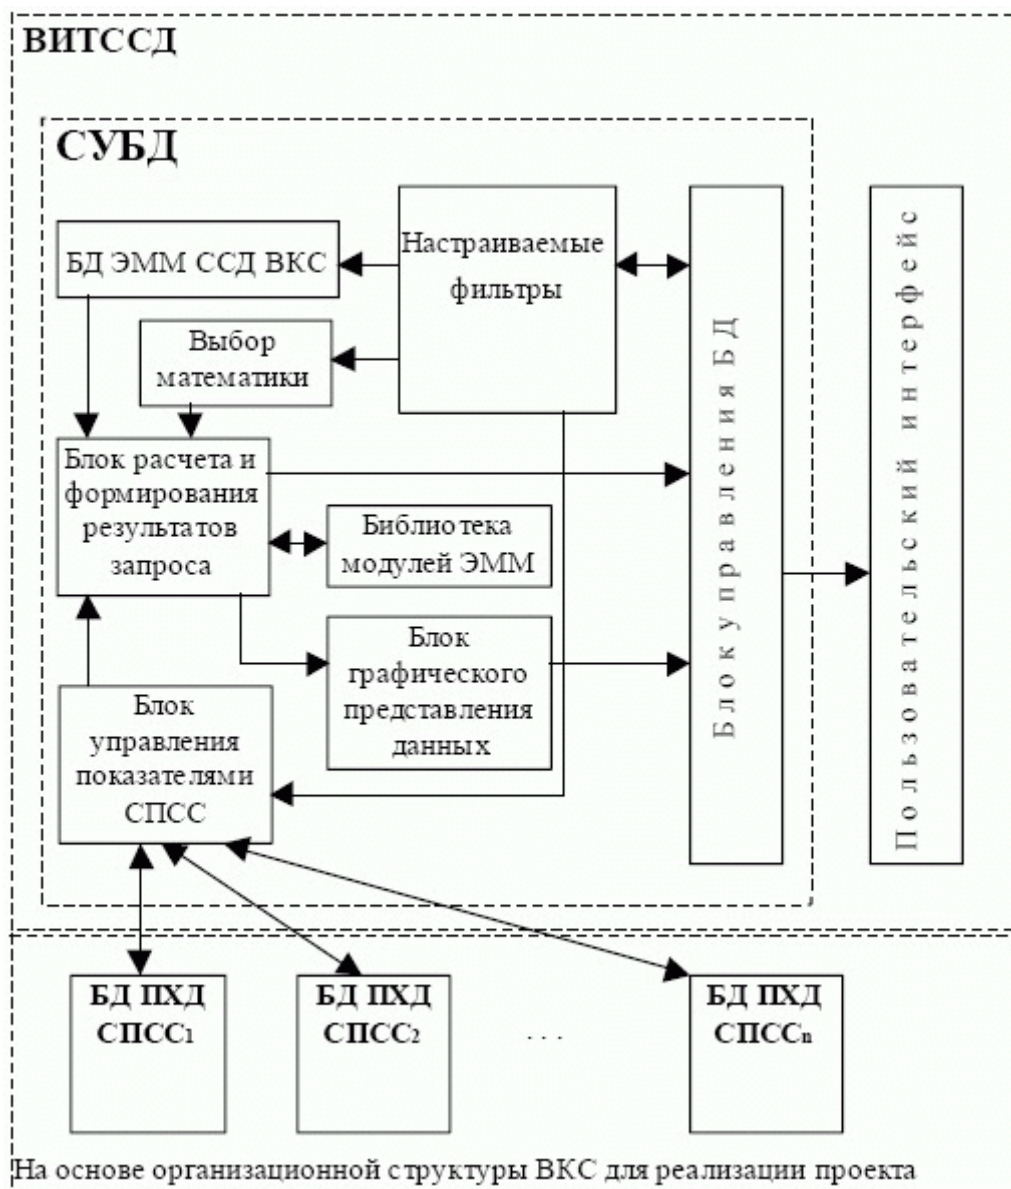 ВИТССД
СУБД
БД ЭММ ССД ВКС
Настраиваемые
фильтры
Выбор
математики
Блок расчета и
формирования
результатов
запроса
Библиотека
модулей ЭММ
Блок
графического
представления
данных
Блок
управления
показателями
СПСС
Блок управления БД
Пользовательский интерфейс
БД ПХД
СПСС₁
БД ПХД
СПСС₂
. . .
БД ПХД
СПССₙ
На основе организационной структуры ВКС для реализации проекта